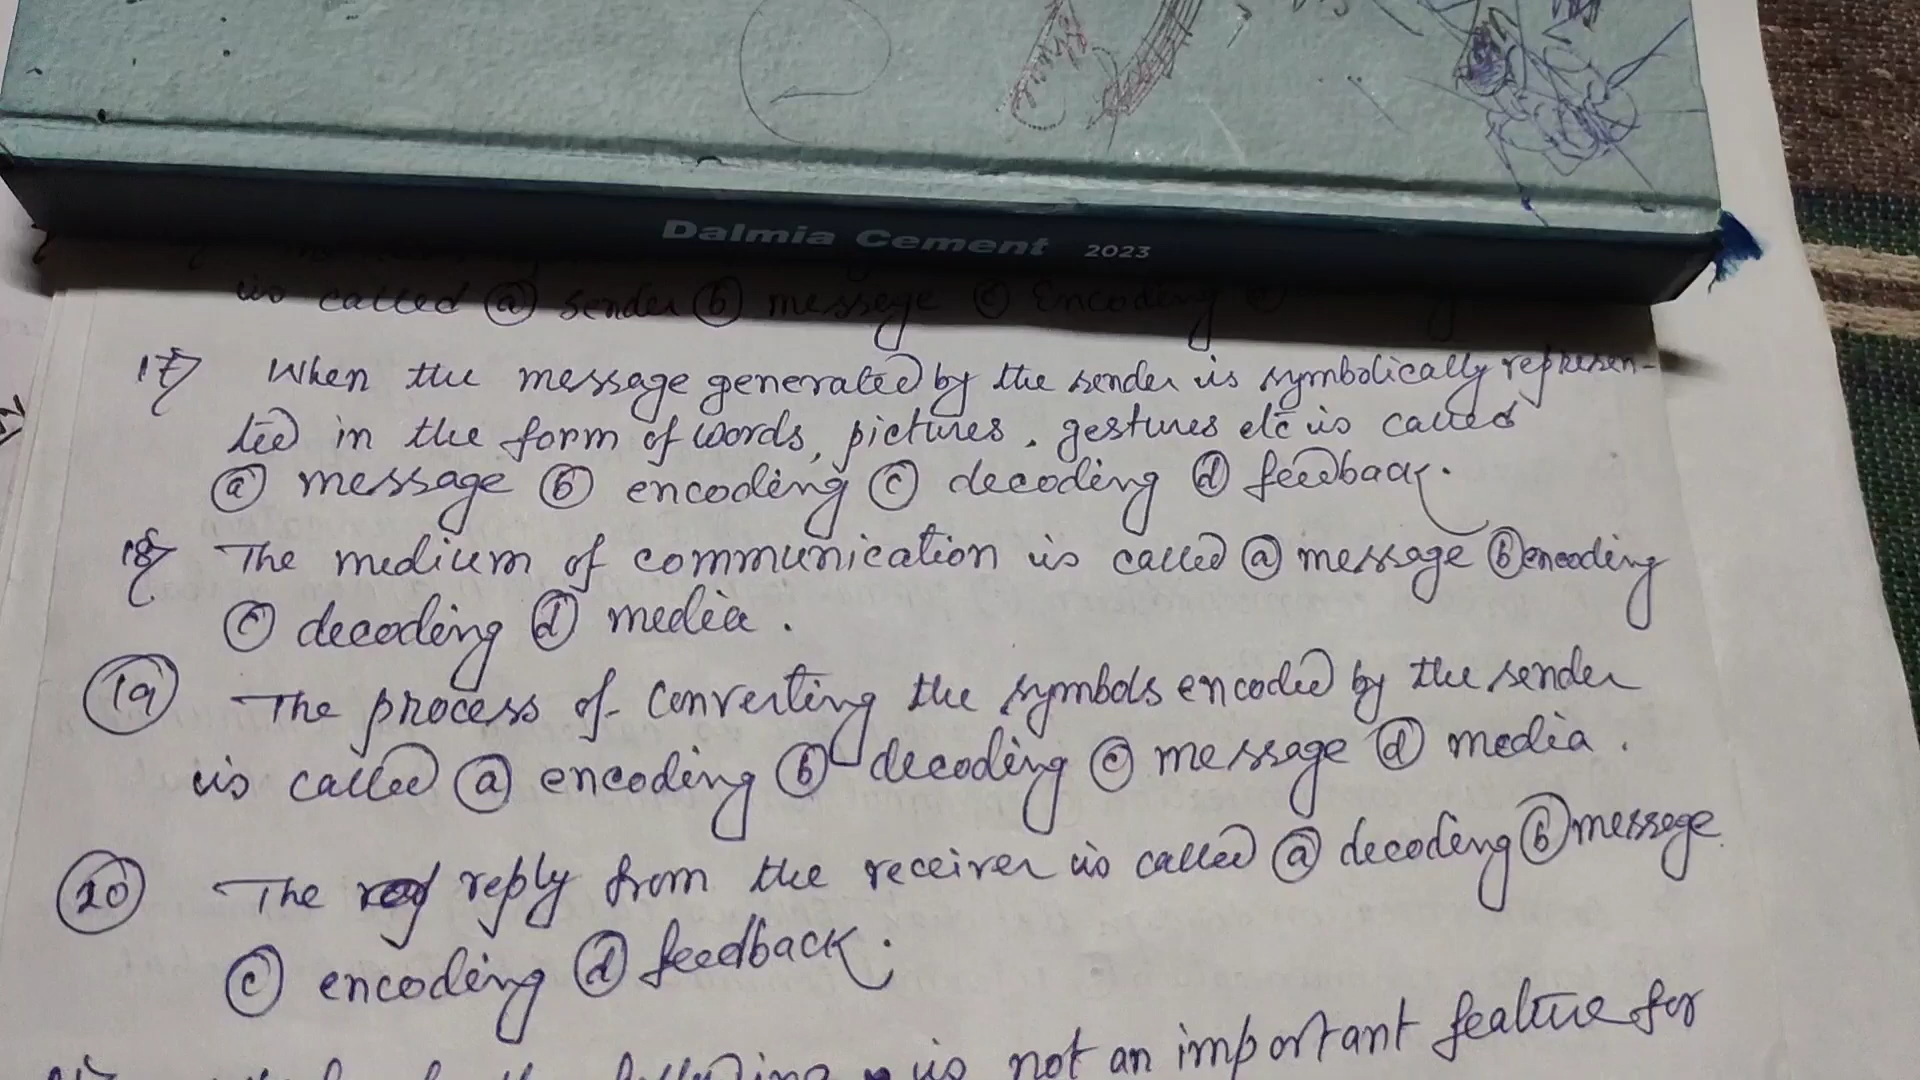 Dalmia Cement 2023
is called ⓐ sender ⓑ message ⓒ Encoding
17) When the message generated by the sender is symbolically represen-
ted in the form of words, pictures, gestures etc is called
ⓐ message ⓑ encoding ⓒ decoding ⓓ feedback.
18) The medium of communication is called ⓐ message ⓑ encoding
ⓒ decoding ⓓ media.
⑲ The process of converting the symbols encoded by the sender
is called ⓐ encoding ⓑ decoding ⓒ message ⓓ media.
⑳ The reply from the receiver is called ⓐ decoding ⓑ message
ⓒ encoding ⓓ feedback.
is not an important feature for